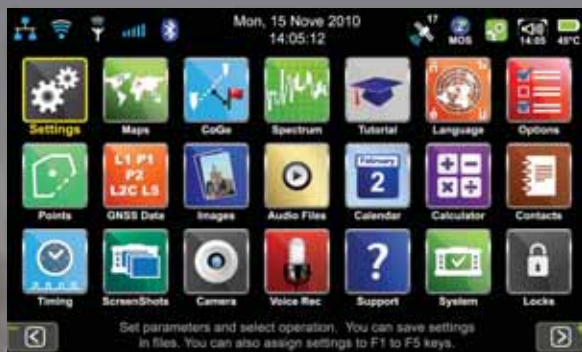 Mon, 15 Nove 2010
14:05:12
17
MOS
14:05
49°C
Settings
Maps
CoGo
Spectrum
Tutorial
Language
Options
Points
L1 P1
P2
L2C L5
GNSS Data
Images
Audio Files
February
2
Calendar
Calculator
Contacts
Timing
ScreenShots
Camera
Voice Rec
?
Support
System
Locks
Set parameters and select operation. You can save settings
in files. You can also assign settings to F1 to F5 keys.